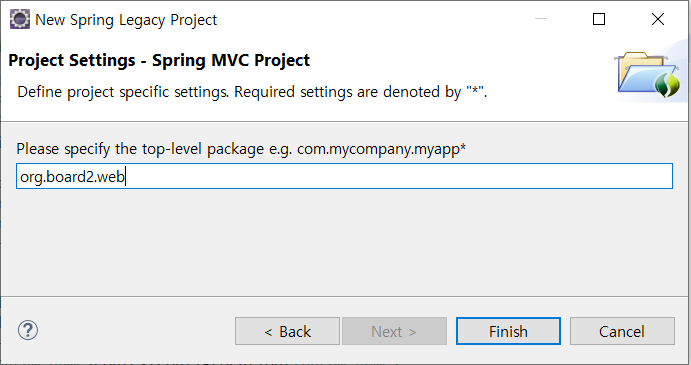 New Spring Legacy Project
Project Settings - Spring MVC Project
Define project specific settings. Required settings are denoted by "*".
Please specify the top-level package e.g. com.mycompany.myapp*
org.board2.web
< Back
Next >
Finish
Cancel